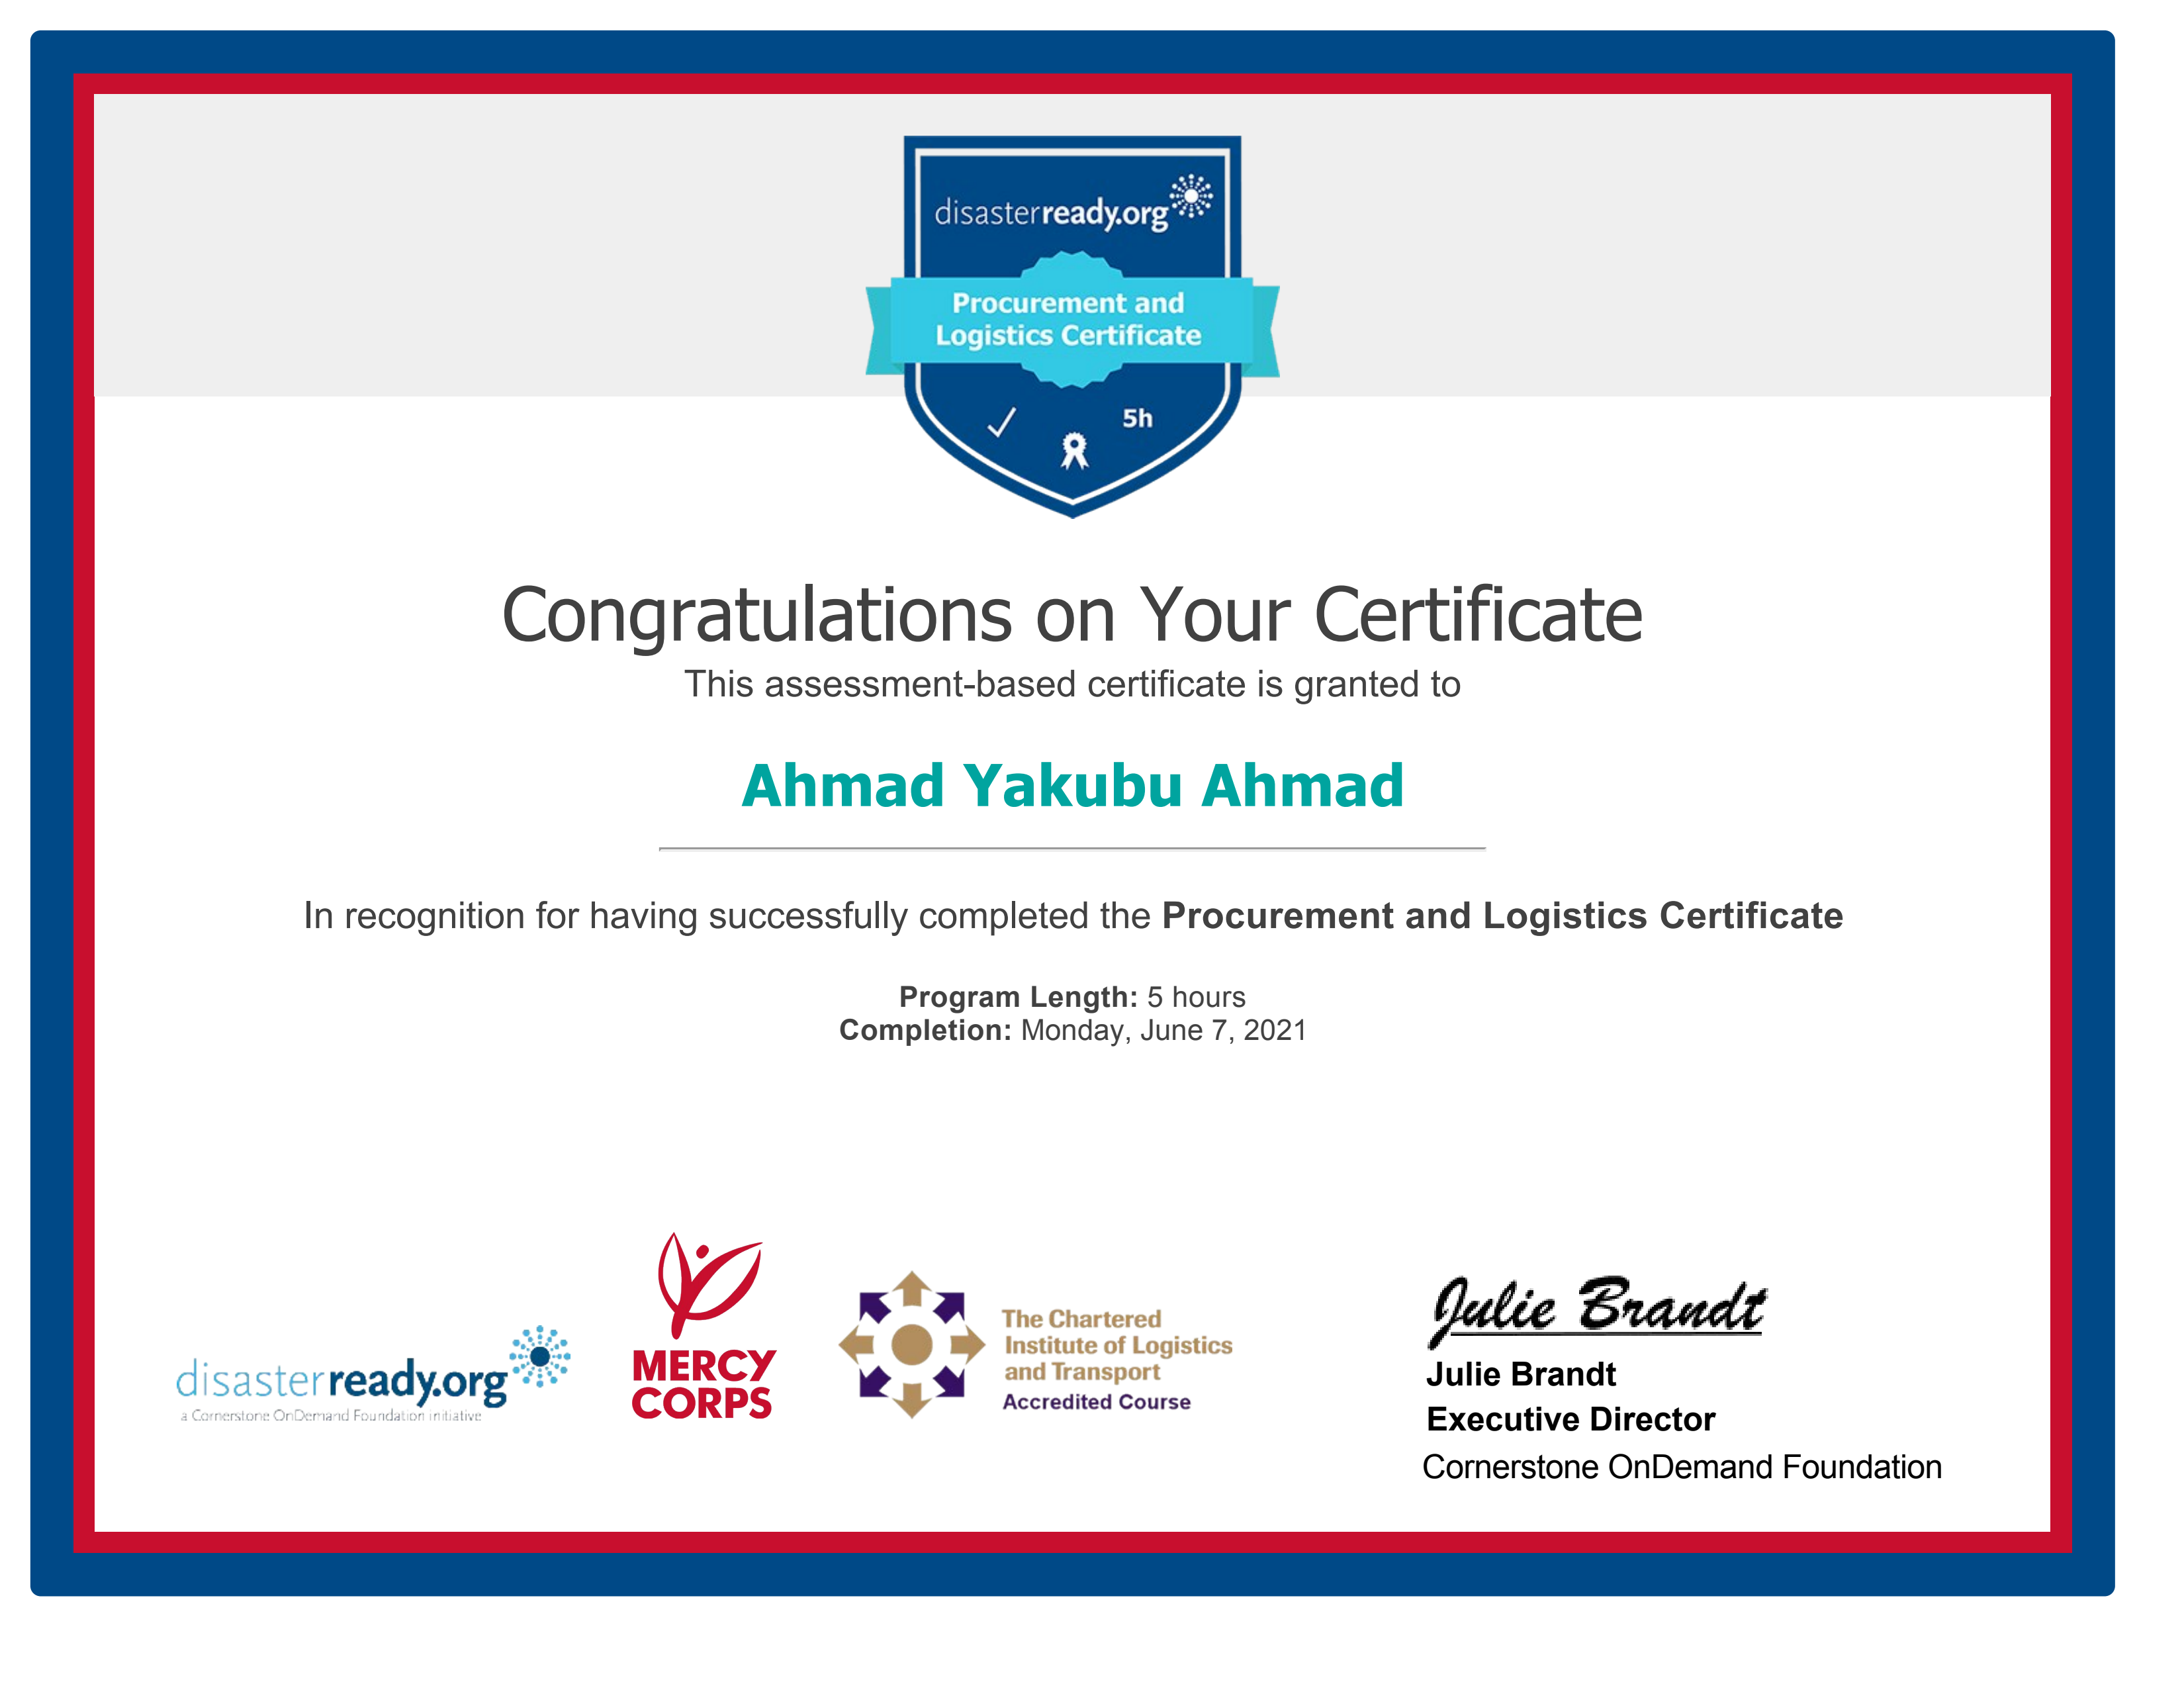 disasterready.org
Procurement and
Logistics Certificate
5h
Congratulations on Your Certificate
This assessment-based certificate is granted to
Ahmad Yakubu Ahmad
In recognition for having successfully completed the Procurement and Logistics Certificate
Program Length: 5 hours
Completion: Monday, June 7, 2021
disasterready.org
a Cornerstone OnDemand Foundation initiative
MERCY
CORPS
The Chartered
Institute of Logistics
and Transport
Accredited Course
Julie Brandt
Julie Brandt
Executive Director
Cornerstone OnDemand Foundation